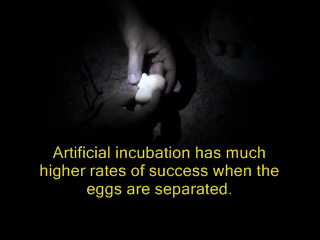 Artificial incubation has much
higher rates of success when the
eggs are separated.